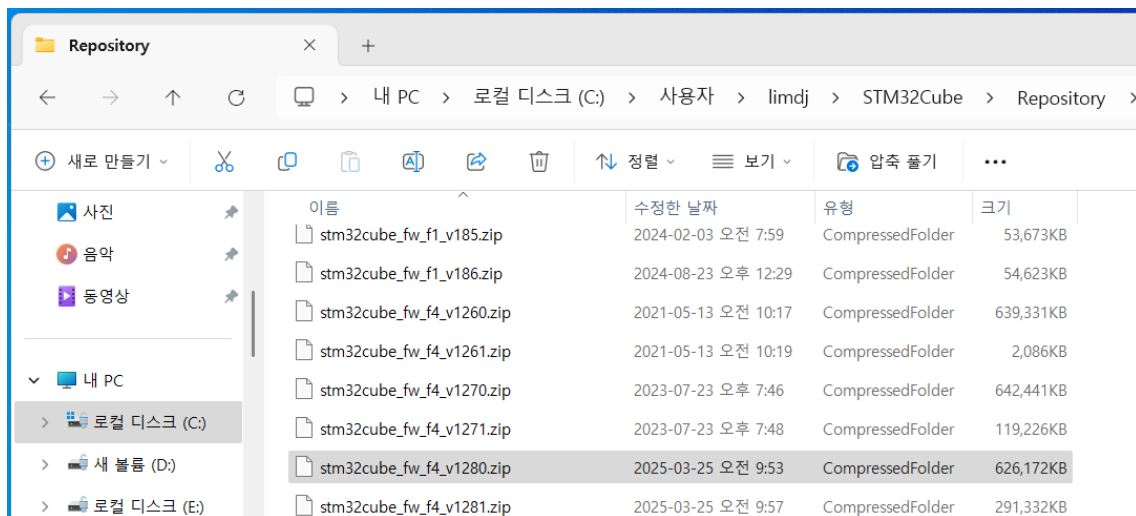 Repository
내 PC > 로컬 디스크 (C:) > 사용자 > limdj > STM32Cube > Repository >
새로 만들기 정렬 보기 압축 풀기 ...
사진
음악
동영상
내 PC
로컬 디스크 (C:)
새 볼륨 (D:)
로컬 디스크 (E:)
이름 수정한 날짜 유형 크기
stm32cube_fw_f1_v185.zip 2024-02-03 오전 7:59 CompressedFolder 53,673KB
stm32cube_fw_f1_v186.zip 2024-08-23 오후 12:29 CompressedFolder 54,623KB
stm32cube_fw_f4_v1260.zip 2021-05-13 오전 10:17 CompressedFolder 639,331KB
stm32cube_fw_f4_v1261.zip 2021-05-13 오전 10:19 CompressedFolder 2,086KB
stm32cube_fw_f4_v1270.zip 2023-07-23 오후 7:46 CompressedFolder 642,441KB
stm32cube_fw_f4_v1271.zip 2023-07-23 오후 7:48 CompressedFolder 119,226KB
stm32cube_fw_f4_v1280.zip 2025-03-25 오전 9:53 CompressedFolder 626,172KB
stm32cube_fw_f4_v1281.zip 2025-03-25 오전 9:57 CompressedFolder 291,332KB